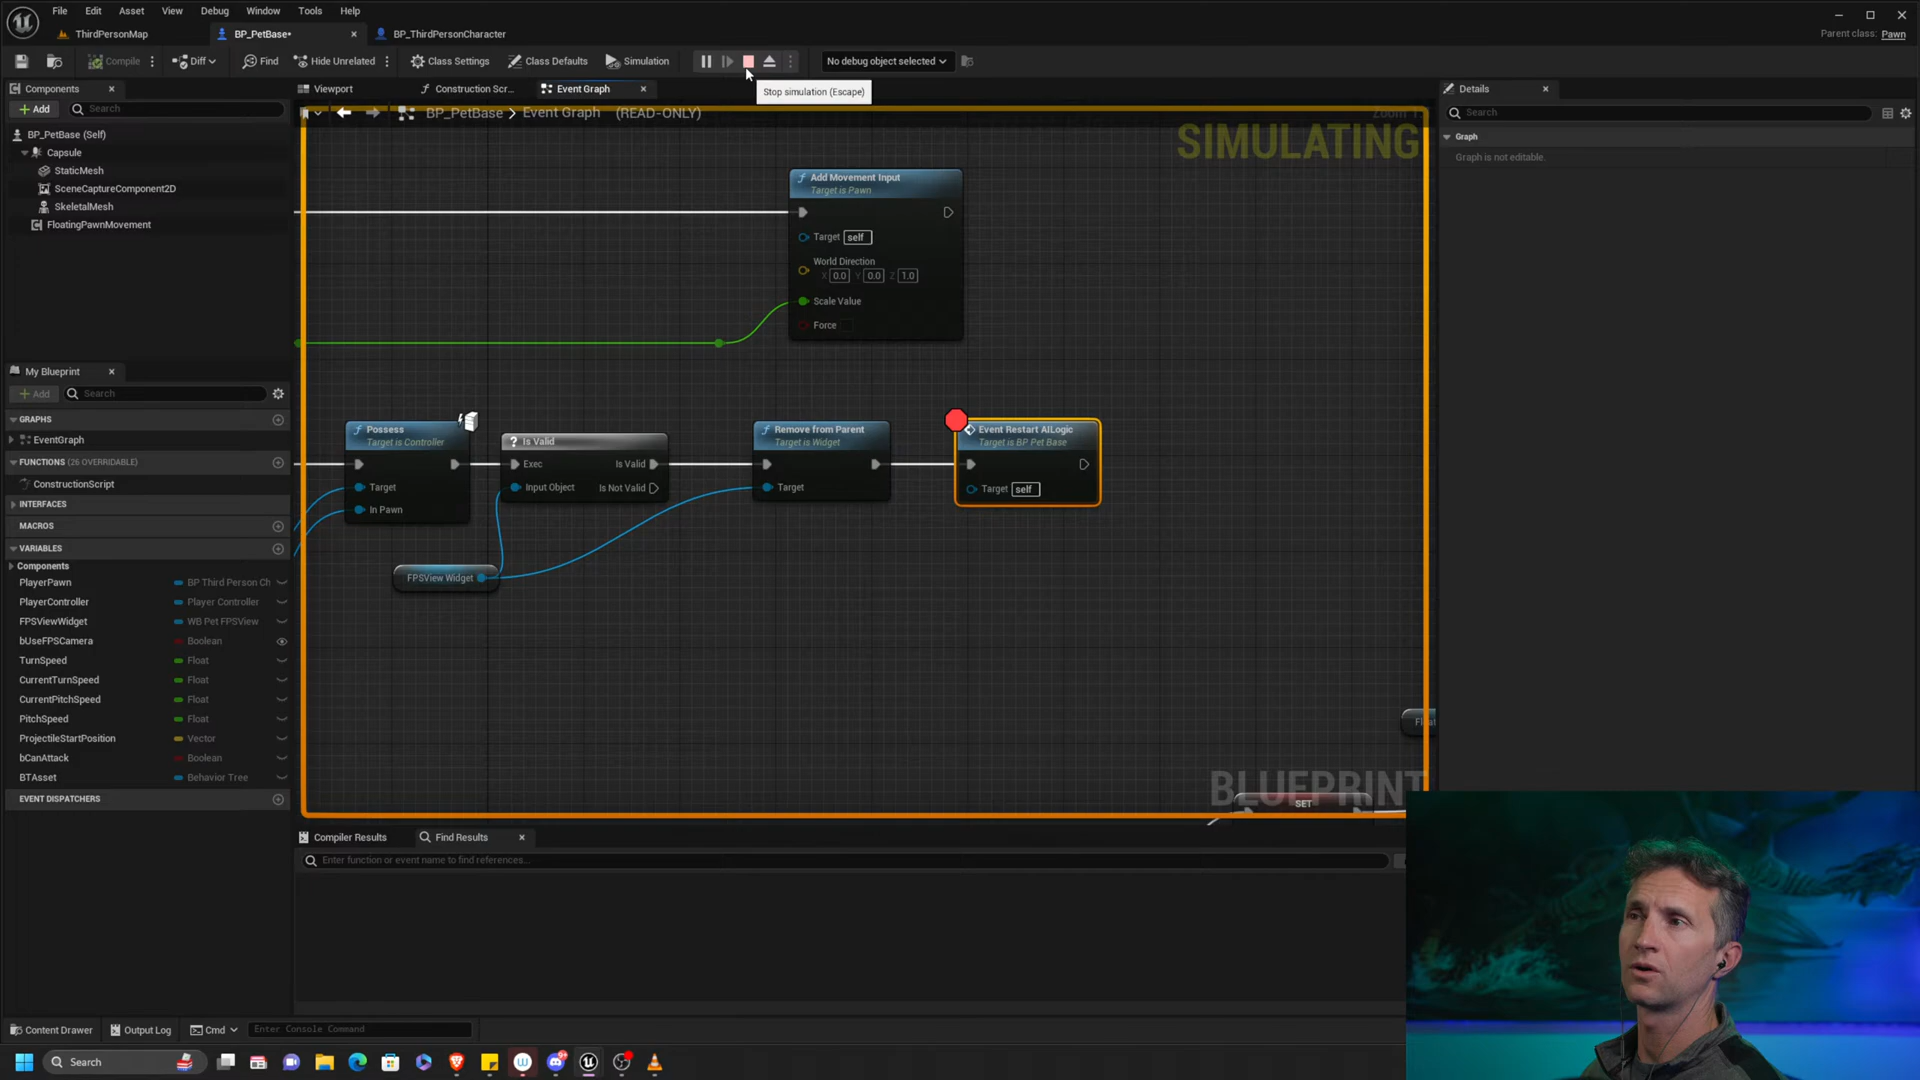 File Edit Asset View Debug Window Tools Help
Parent class: Pawn
ThirdPersonMap BP_PetBase• BP_ThirdPersonCharacter
Compile Diff Find Hide Unrelated Class Settings Class Defaults Simulation No debug object selected
Stop simulation (Escape)
Components
Add Search
BP_PetBase (Self)
Capsule
StaticMesh
SceneCaptureComponent2D
SkeletalMesh
FloatingPawnMovement
My Blueprint
Add Search
GRAPHS
EventGraph
FUNCTIONS (26 OVERRIDABLE)
ConstructionScript
INTERFACES
MACROS
VARIABLES
Components
PlayerPawn BP Third Person Ch
PlayerController Player Controller
FPSViewWidget WB Pet FPSView
bUseFPSCamera Boolean
TurnSpeed Float
CurrentTurnSpeed Float
CurrentPitchSpeed Float
PitchSpeed Float
ProjectileStartPosition Vector
bCanAttack Boolean
BTAsset Behavior Tree
EVENT DISPATCHERS
Viewport Construction Scr... Event Graph
BP_PetBase > Event Graph (READ-ONLY)
SIMULATING
Add Movement Input
Target is Pawn
Target self
World Direction
X 0.0 Y 0.0 Z 1.0
Scale Value
Force
Possess
Target is Controller
Target
In Pawn
? Is Valid
Exec Is Valid
Input Object Is Not Valid
Remove from Parent
Target is Widget
Target
Event Restart AILogic
Target is BP Pet Base
Target self
FPSView Widget
SET
BLUEPRINT
Details
Search
Graph
Graph is not editable.
Compiler Results Find Results
Enter function or event name to find references...
Content Drawer Output Log Cmd Enter Console Command
Search